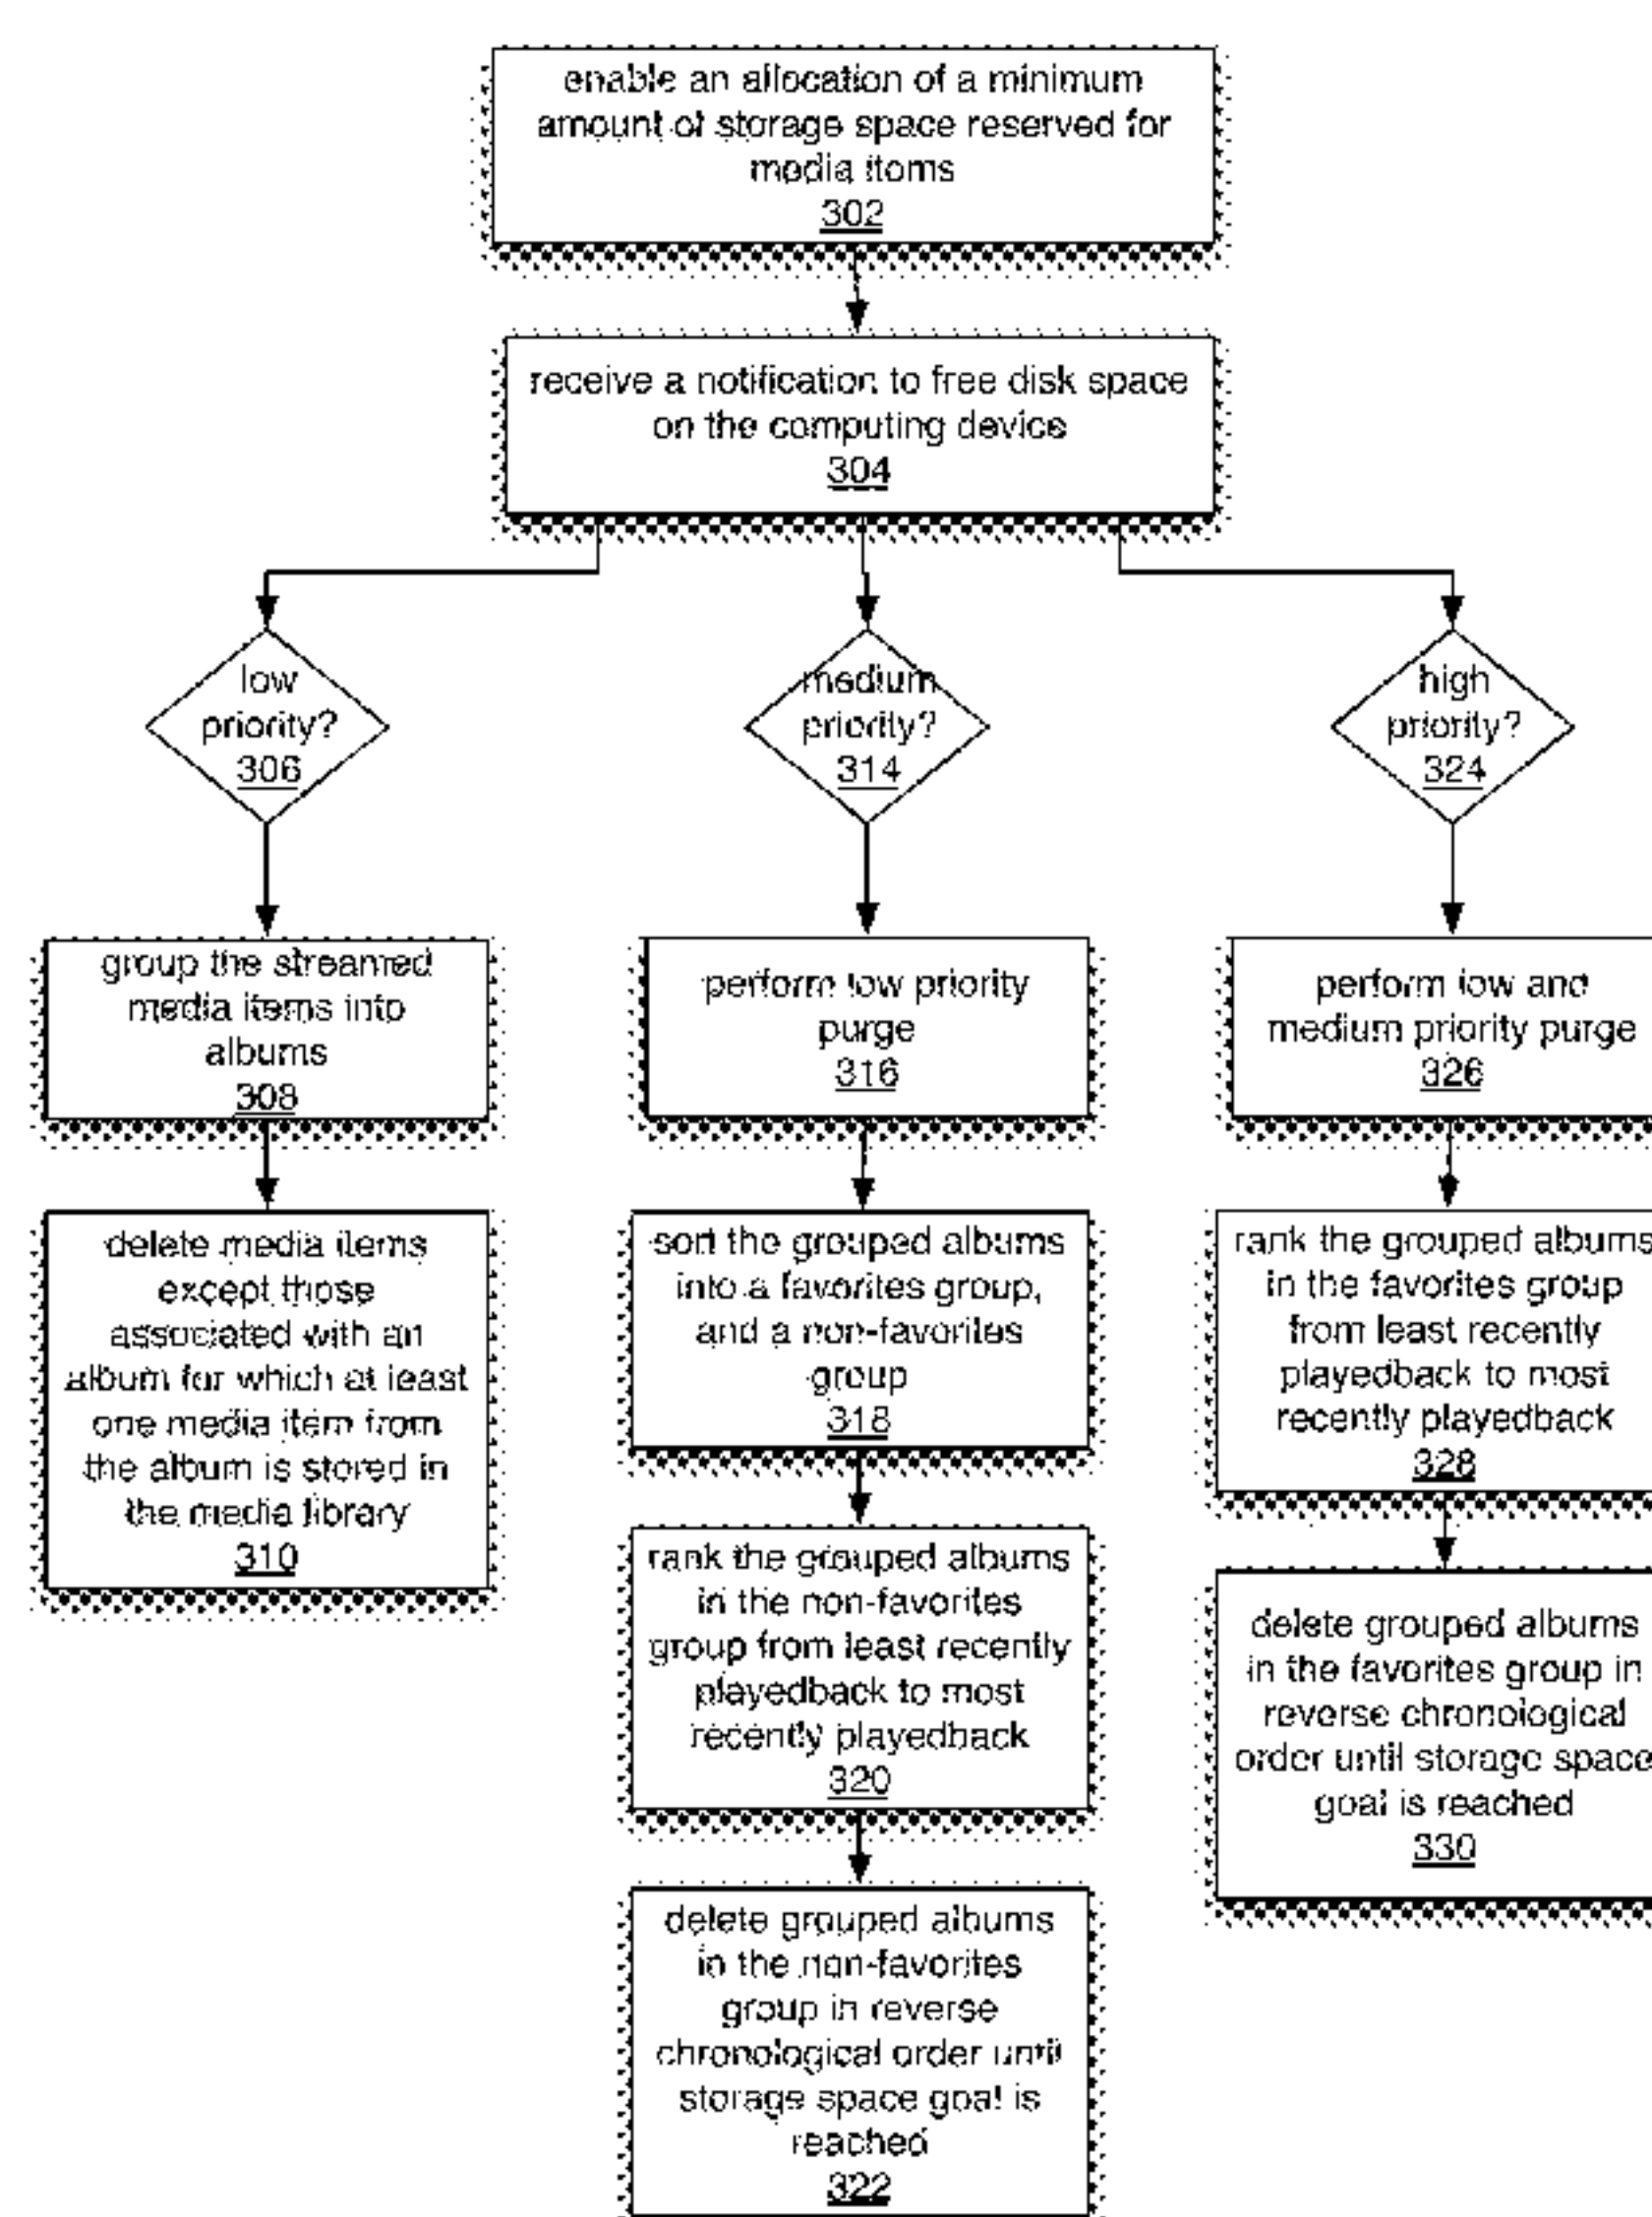 enable an allocation of a minimum
amount of storage space reserved for
media items
302
receive a notification to free disk space
on the computing device
304
low
priority?
306
medium
priority?
314
high
priority?
324
group the streamed
media items into
albums
308
perform low priority
purge
316
perform low and
medium priority purge
326
delete media items
except those
associated with an
album for which at least
one media item from
the album is stored in
the media library
310
sort the grouped albums
into a favorites group,
and a non-favorites
group
318
rank the grouped albums
in the favorites group
from least recently
playedback to most
recently playedback
328
rank the grouped albums
in the non-favorites
group from least recently
playedback to most
recently playedback
320
delete grouped albums
in the favorites group in
reverse chronological
order until storage space
goal is reached
330
delete grouped albums
in the non-favorites
group in reverse
chronological order until
storage space goal is
reached
322